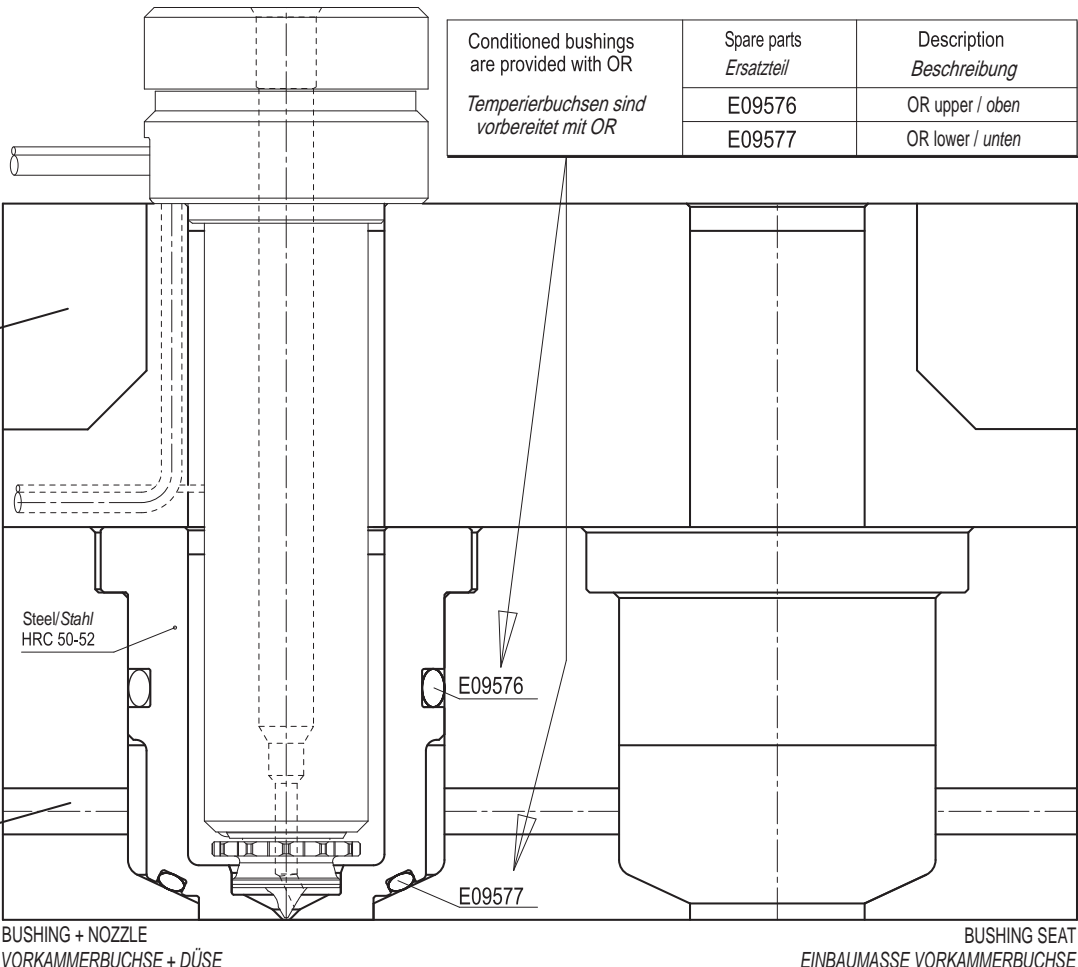 Conditioned bushings
are provided with OR
Temperierbuchsen sind
vorbereitet mit OR
Spare parts
Ersatzteil
Description
Beschreibung
E09576
OR upper / oben
E09577
OR lower / unten
Steel/Stahl
HRC 50-52
E09576
E09577
BUSHING + NOZZLE
VORKAMMERBUCHSE + DÜSE
BUSHING SEAT
EINBAUMASSE VORKAMMERBUCHSE